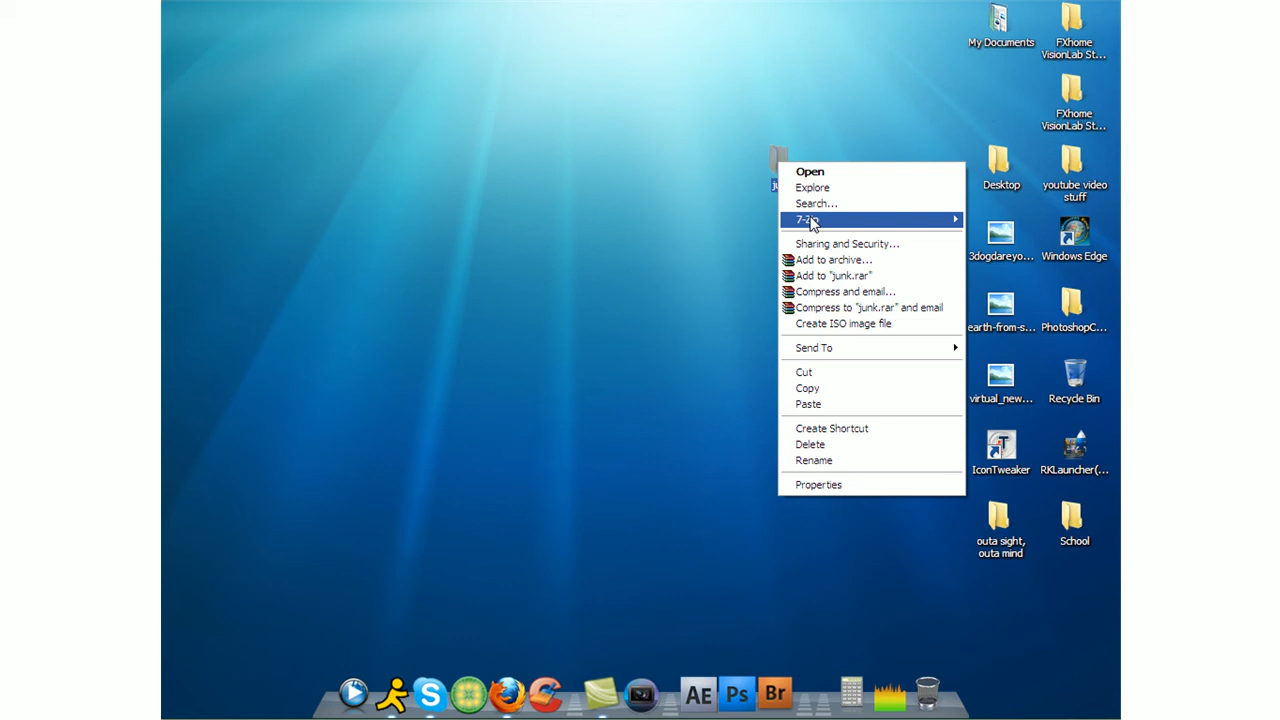 My Documents
FXhome
VisionLab St...
FXhome
VisionLab St...
Desktop
youtube video
stuff
3dogdareyo...
Windows Edge
earth-from-s...
PhotoshopC...
virtual_new...
Recycle Bin
IconTweaker
RKLauncher(...
outa sight,
outa mind
School
Open
Explore
Search...
7-Zip
Sharing and Security...
Add to archive...
Add to "junk.rar"
Compress and email...
Compress to "junk.rar" and email
Create ISO image file
Send To
Cut
Copy
Paste
Create Shortcut
Delete
Rename
Properties
AE
Ps
Br